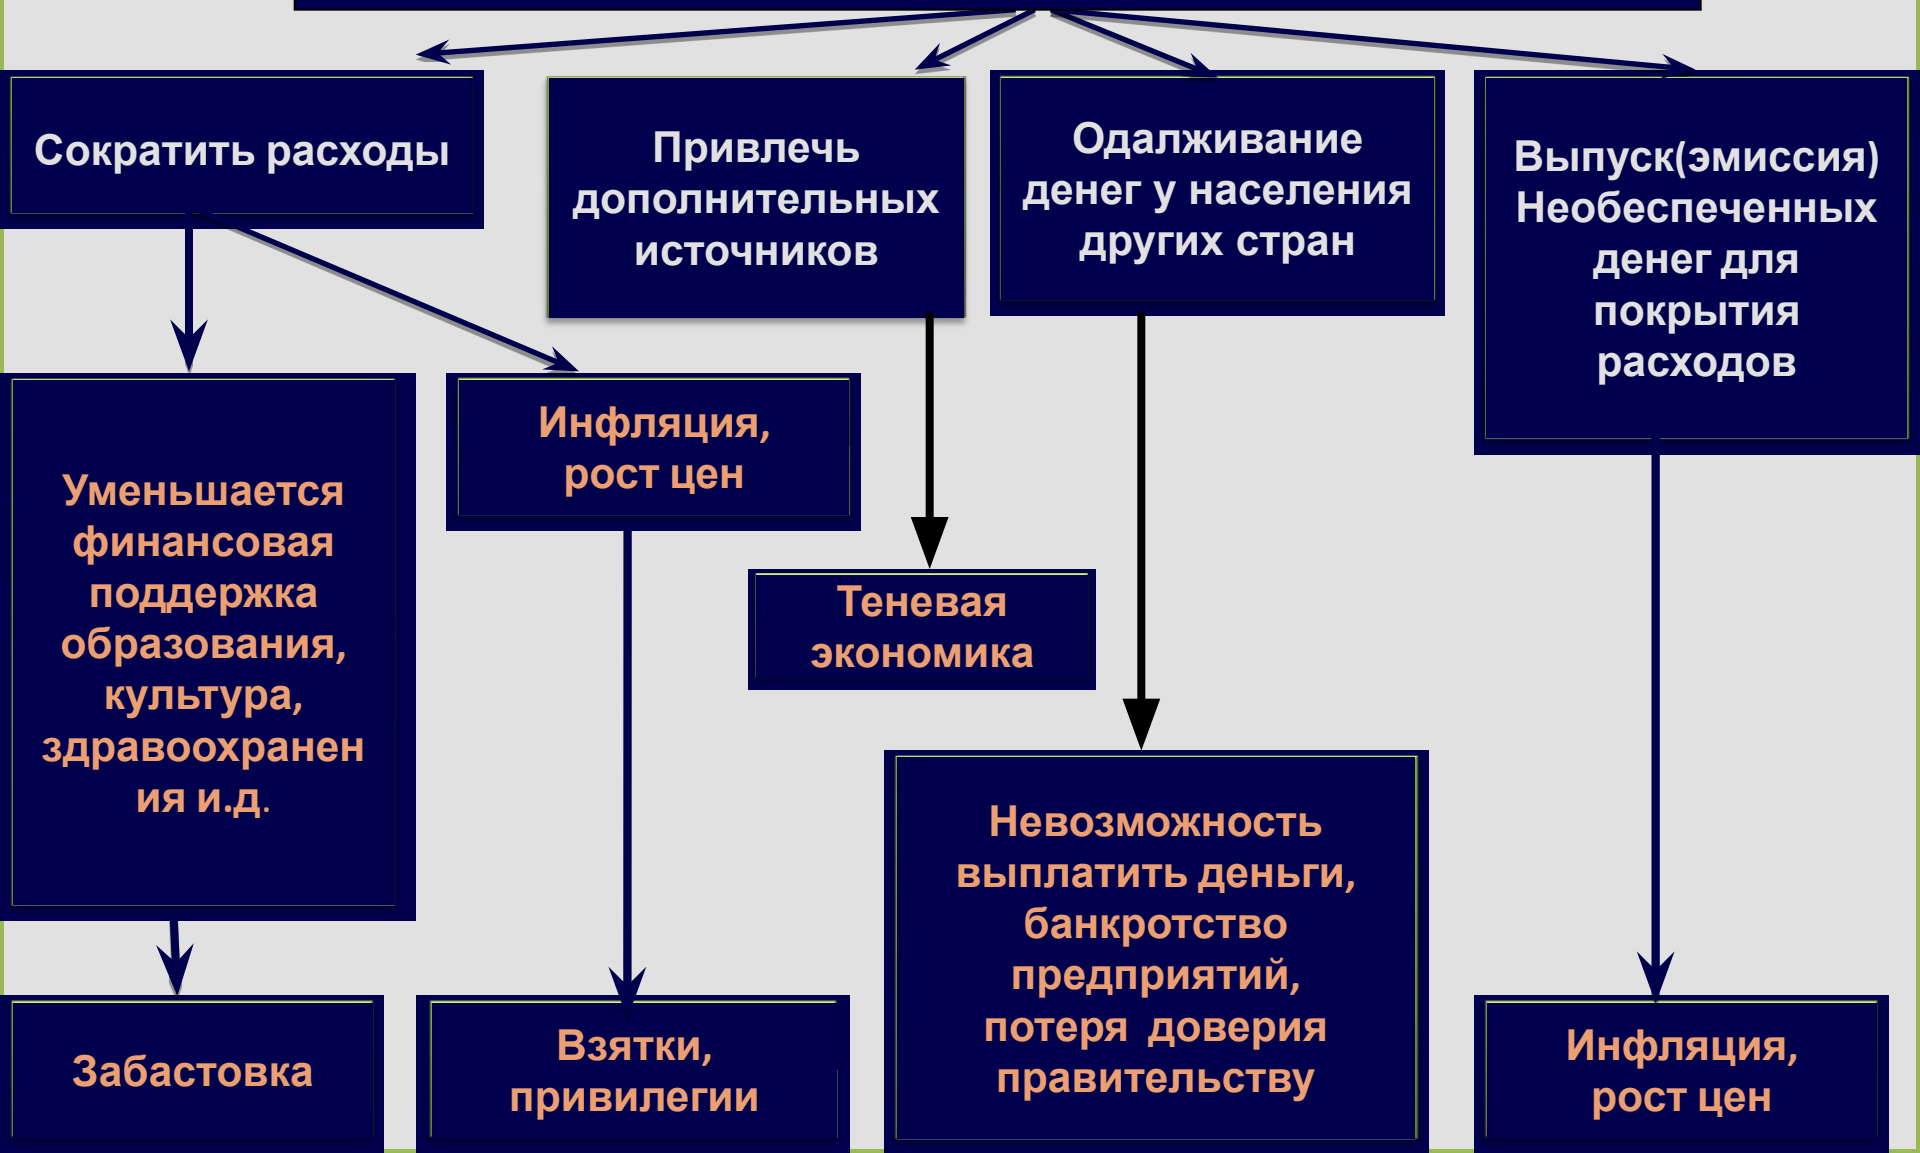 Сократить расходы
Привлечь
дополнительных
источников
Одалживание
денег у населения
других стран
Выпуск(эмиссия)
Необеспеченных
денег для
покрытия
расходов
Уменьшается
финансовая
поддержка
образования,
культура,
здравоохранен
ия и.д.
Инфляция,
рост цен
Теневая
экономика
Невозможность
выплатить деньги,
банкротство
предприятий,
потеря доверия
правительству
Забастовка
Взятки,
привилегии
Инфляция,
рост цен